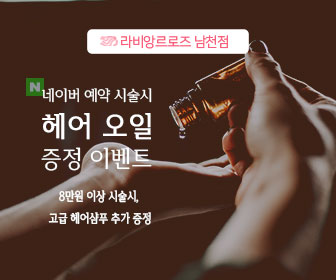 라비앙르로즈 남천점
N
네이버 예약 시술시
헤어 오일
증정 이벤트
8만원 이상 시술시,
고급 헤어샴푸 추가 증정